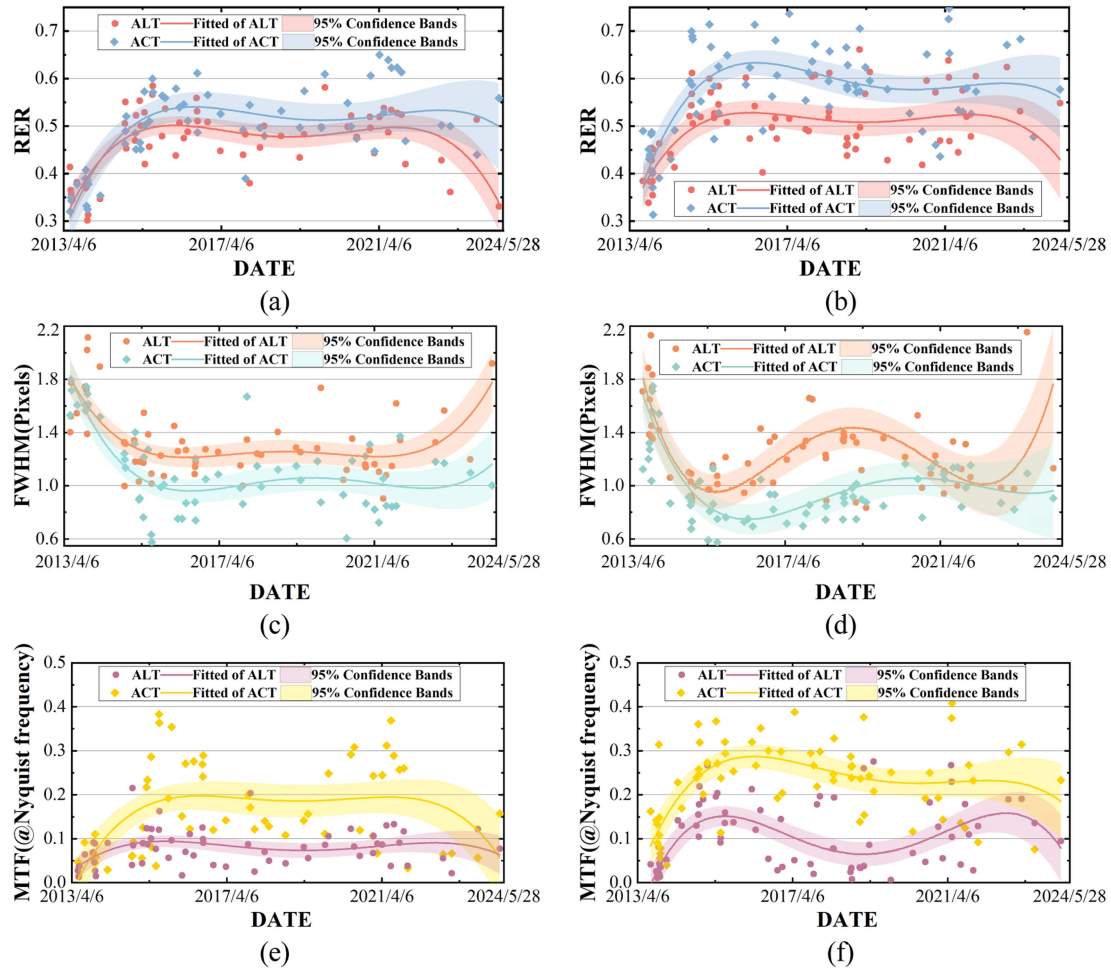 ALT Fitted of ALT 95% Confidence Bands
ACT Fitted of ACT 95% Confidence Bands
RER
0.7
0.6
0.5
0.4
0.3
2013/4/6 2017/4/6 2021/4/6 2024/5/28
DATE
(a)
RER
0.7
0.6
0.5
0.4
0.3
ALT Fitted of ALT 95% Confidence Bands
ACT Fitted of ACT 95% Confidence Bands
2013/4/6 2017/4/6 2021/4/6 2024/5/28
DATE
(b)
ALT Fitted of ALT 95% Confidence Bands
ACT Fitted of ACT 95% Confidence Bands
FWHM(Pixels)
2.2
1.8
1.4
1.0
0.6
2013/4/6 2017/4/6 2021/4/6 2024/5/28
DATE
(c)
ALT Fitted of ALT 95% Confidence Bands
ACT Fitted of ACT 95% Confidence Bands
FWHM(Pixels)
2.2
1.8
1.4
1.0
0.6
2013/4/6 2017/4/6 2021/4/6 2024/5/28
DATE
(d)
ALT Fitted of ALT 95% Confidence Bands
ACT Fitted of ACT 95% Confidence Bands
MTF(@Nyquist frequency)
0.5
0.4
0.3
0.2
0.1
0.0
2013/4/6 2017/4/6 2021/4/6 2024/5/28
DATE
(e)
ALT Fitted of ALT 95% Confidence Bands
ACT Fitted of ACT 95% Confidence Bands
MTF(@Nyquist frequency)
0.5
0.4
0.3
0.2
0.1
0.0
2013/4/6 2017/4/6 2021/4/6 2024/5/28
DATE
(f)